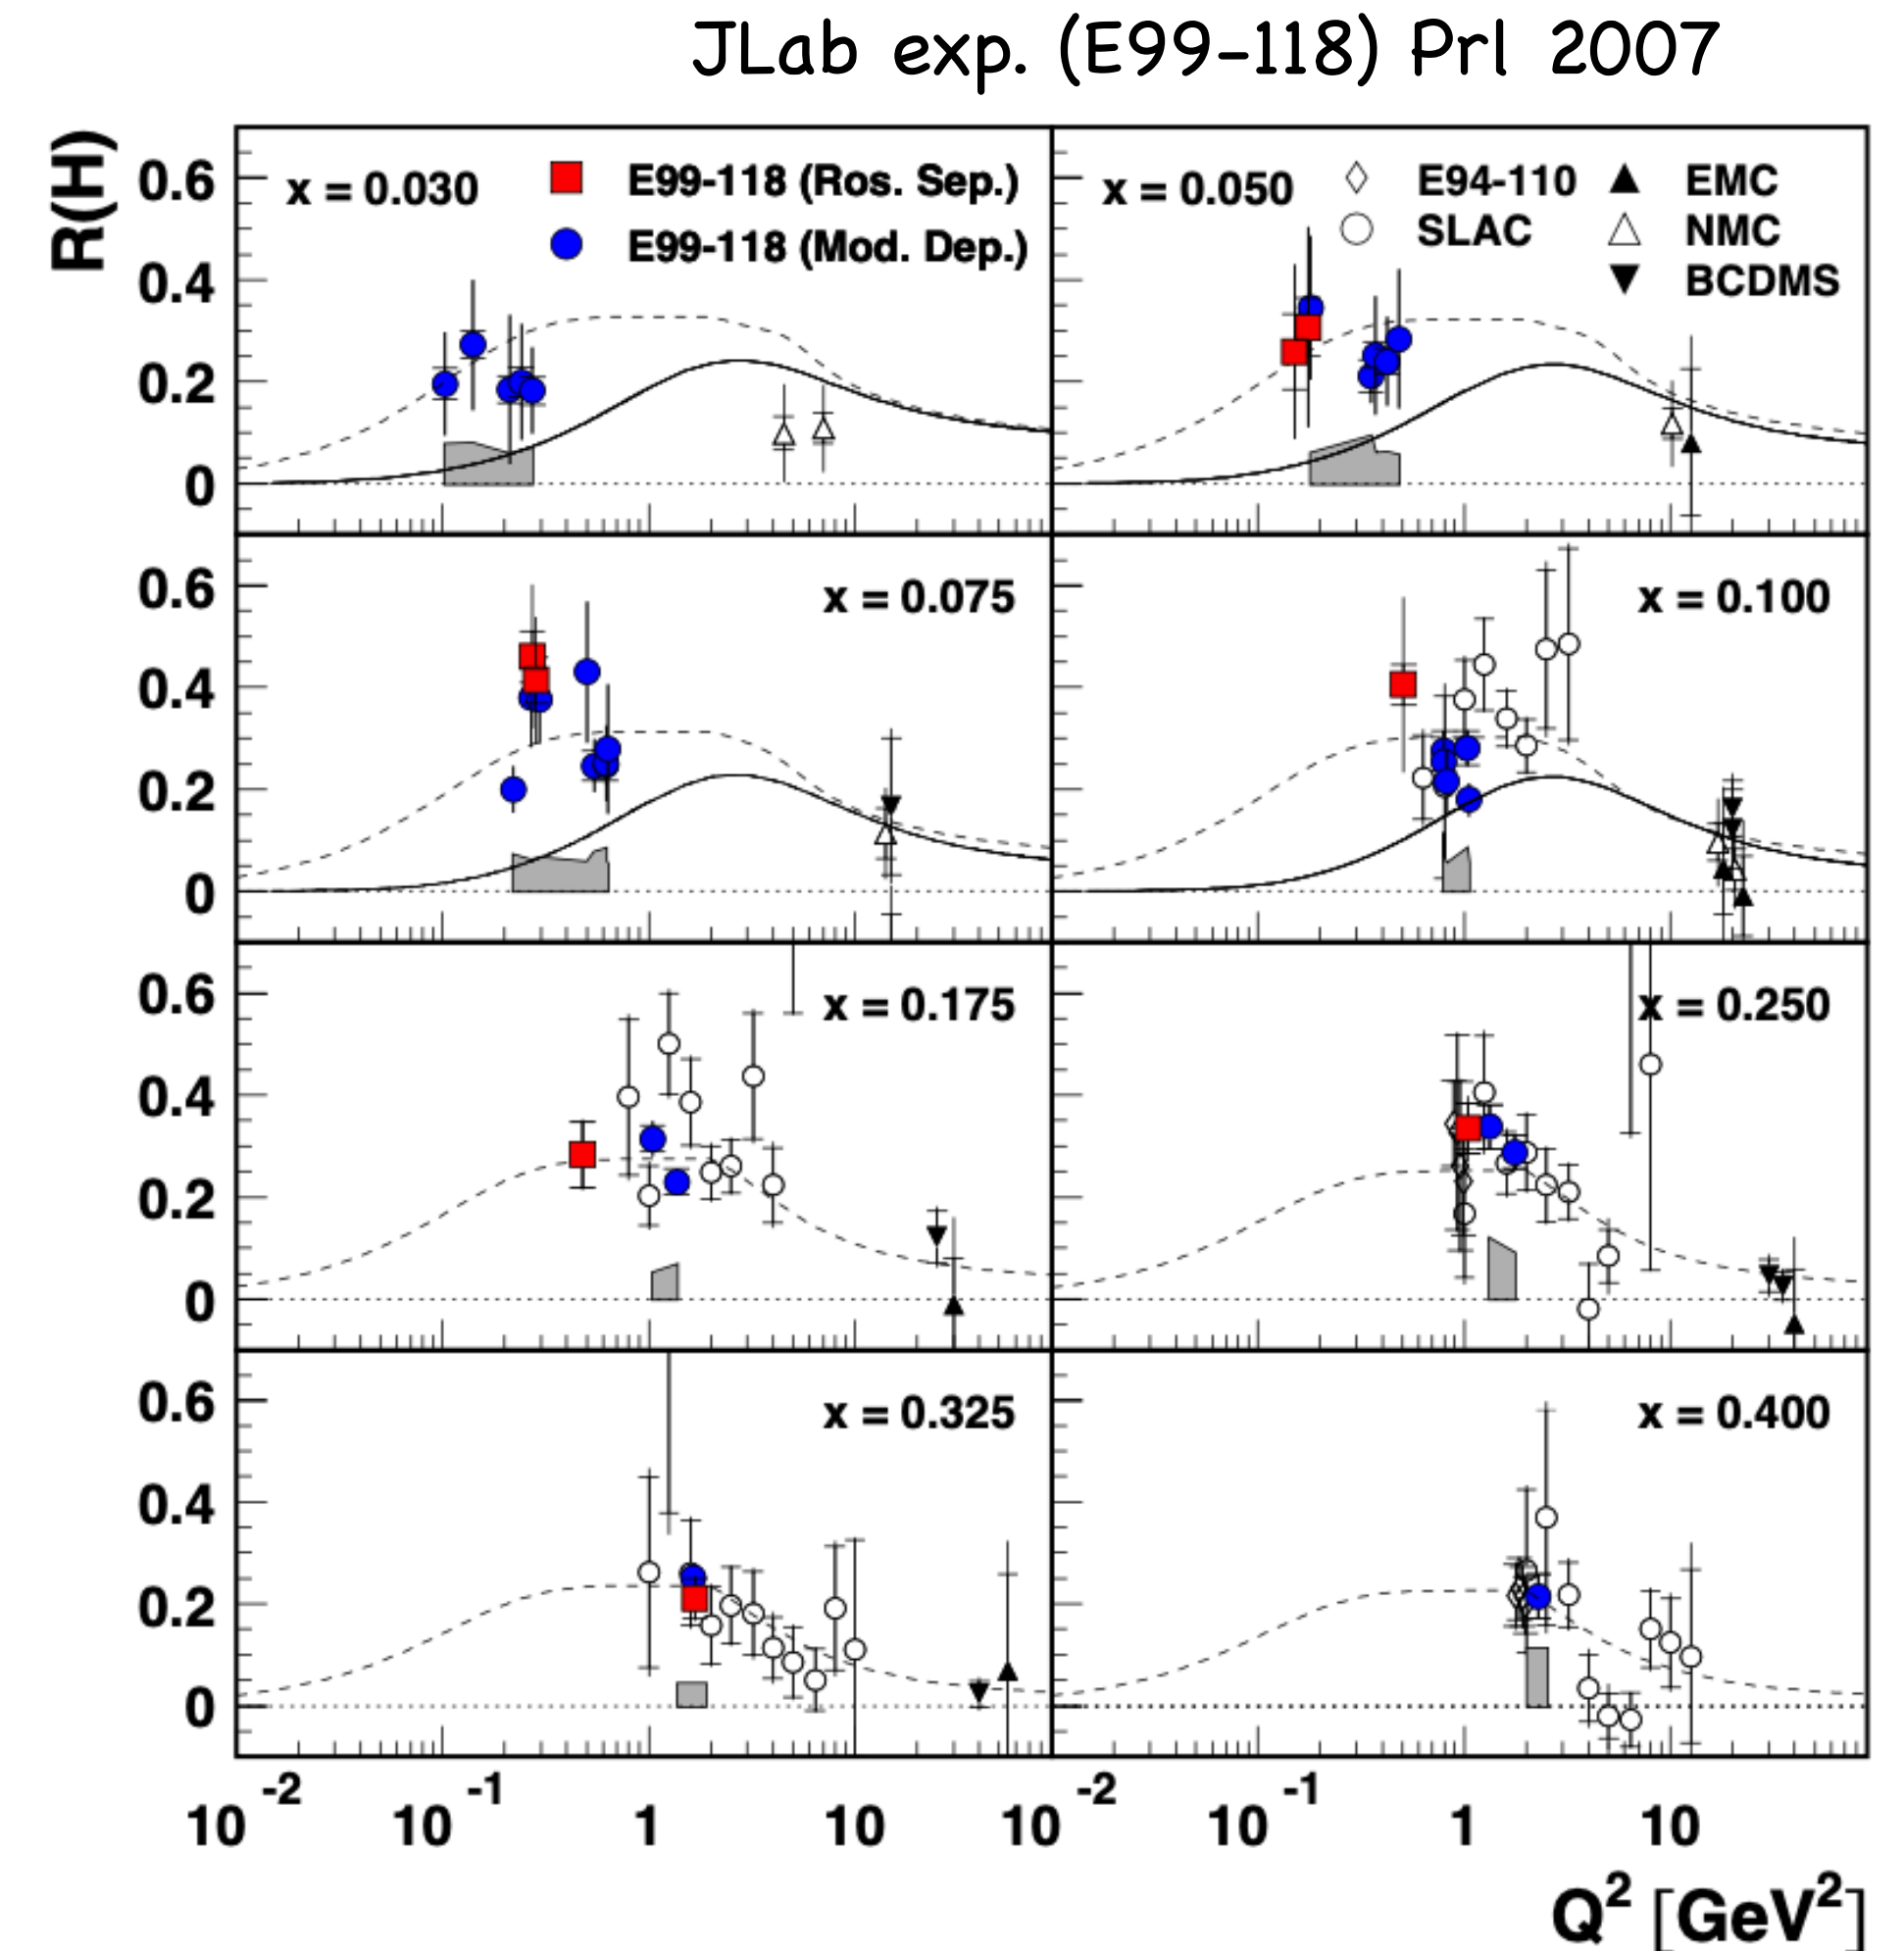 JLab exp. (E99-118) Prl 2007
R(H)
x = 0.030
E99-118 (Ros. Sep.)
E99-118 (Mod. Dep.)
x = 0.050
E94-110
SLAC
EMC
NMC
BCDMS
0.6
0.4
0.2
0
x = 0.075
x = 0.100
0.6
0.4
0.2
0
x = 0.175
x = 0.250
0.6
0.4
0.2
0
x = 0.325
x = 0.400
0.6
0.4
0.2
0
10^-2 10^-1 1 10 10^-2 10^-1 1 10
Q² [GeV²]